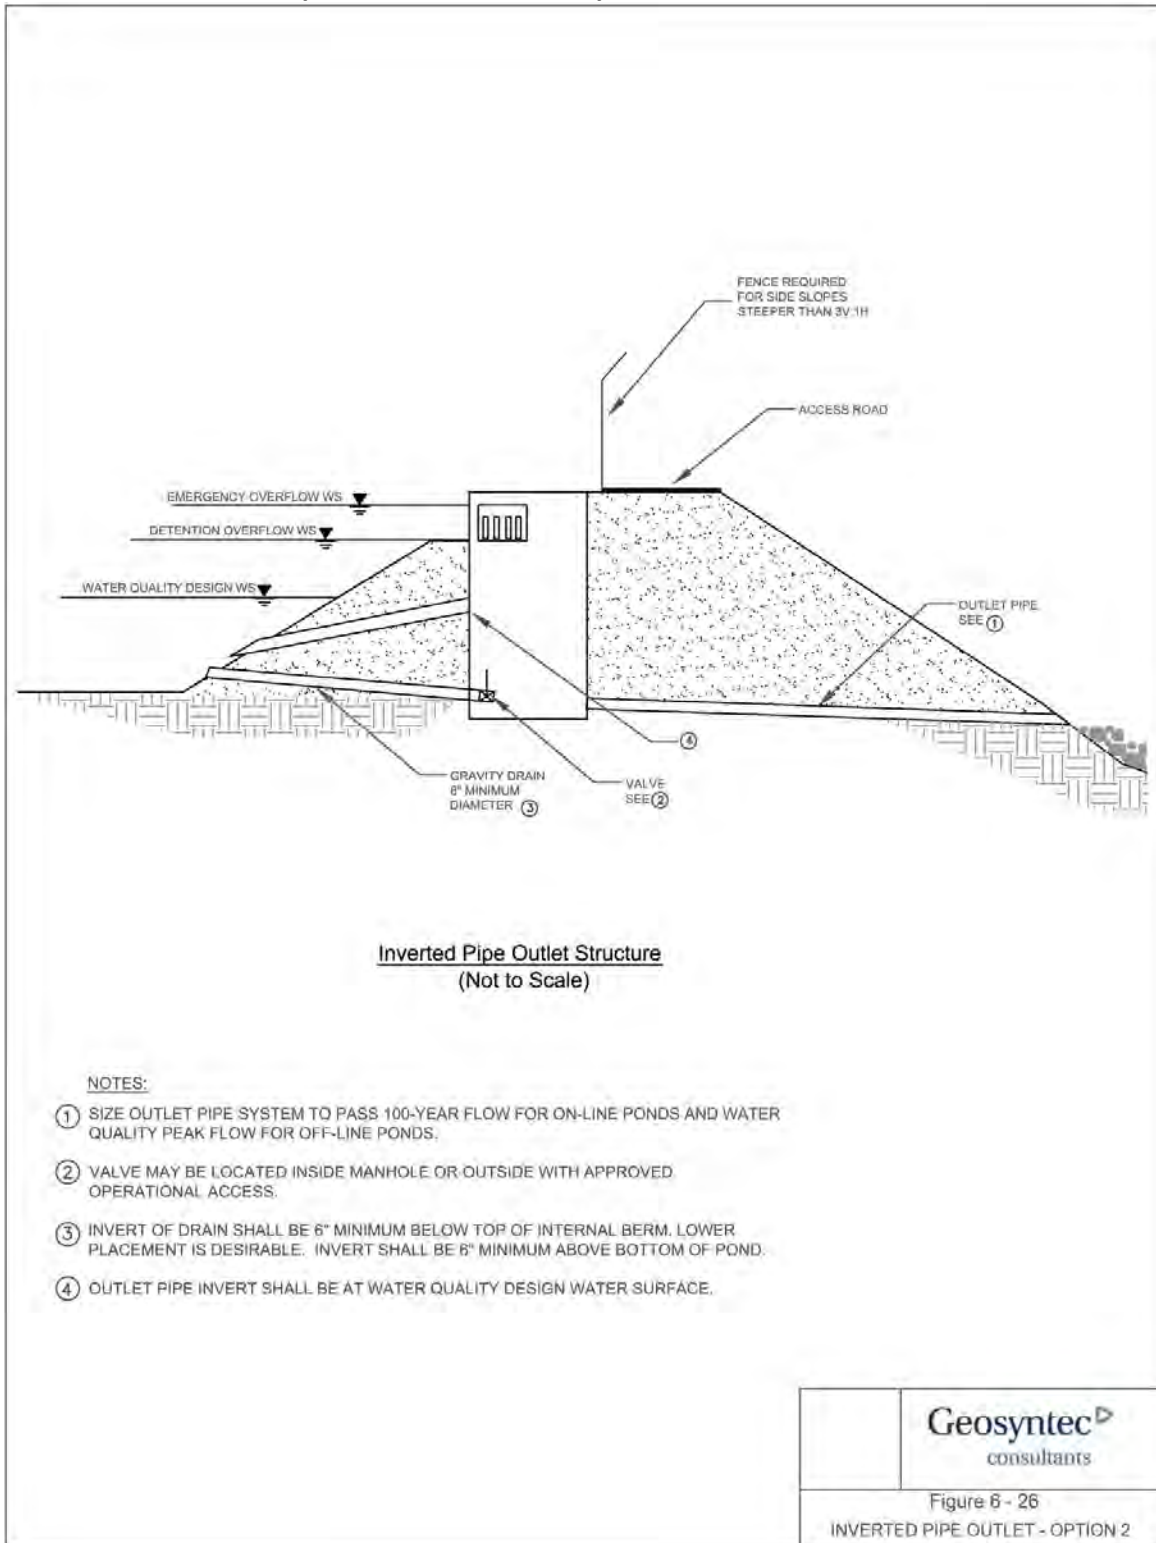 FENCE REQUIRED
FOR SIDE SLOPES
STEEPER THAN 3V:1H
ACCESS ROAD
EMERGENCY OVERFLOW WS
DETENTION OVERFLOW WS
WATER QUALITY DESIGN WS
OUTLET PIPE
SEE ①
④
GRAVITY DRAIN
6" MINIMUM
DIAMETER ③
VALVE
SEE ②
Inverted Pipe Outlet Structure
(Not to Scale)
NOTES:
① SIZE OUTLET PIPE SYSTEM TO PASS 100-YEAR FLOW FOR ON-LINE PONDS AND WATER
QUALITY PEAK FLOW FOR OFF-LINE PONDS.
② VALVE MAY BE LOCATED INSIDE MANHOLE OR OUTSIDE WITH APPROVED
OPERATIONAL ACCESS.
③ INVERT OF DRAIN SHALL BE 6" MINIMUM BELOW TOP OF INTERNAL BERM. LOWER
PLACEMENT IS DESIRABLE. INVERT SHALL BE 6" MINIMUM ABOVE BOTTOM OF POND.
④ OUTLET PIPE INVERT SHALL BE AT WATER QUALITY DESIGN WATER SURFACE.
Geosyntec
consultants
Figure 6 - 26
INVERTED PIPE OUTLET - OPTION 2